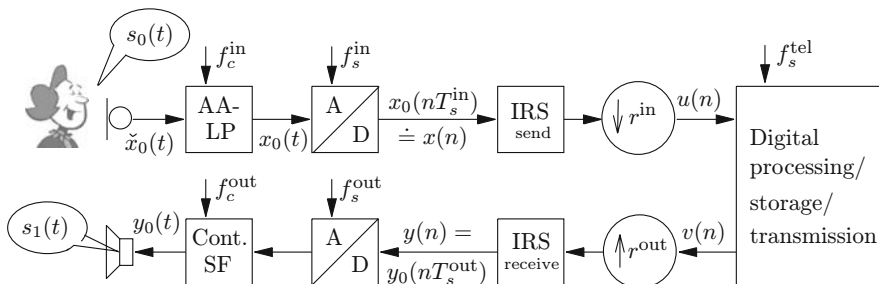 s₀(t)
f_c^in
f_s^in
f_s^tel
AA-
LP
A
D
x₀(nT_s^in)
≐ x(n)
IRS
send
↓ r^in
u(n)
x̌₀(t)
x₀(t)
Digital
processing/
storage/
transmission
f_c^out
f_s^out
s₁(t)
y₀(t)
Cont.
SF
A
D
y(n) =
y₀(nT_s^out)
IRS
receive
↑ r^out
v(n)